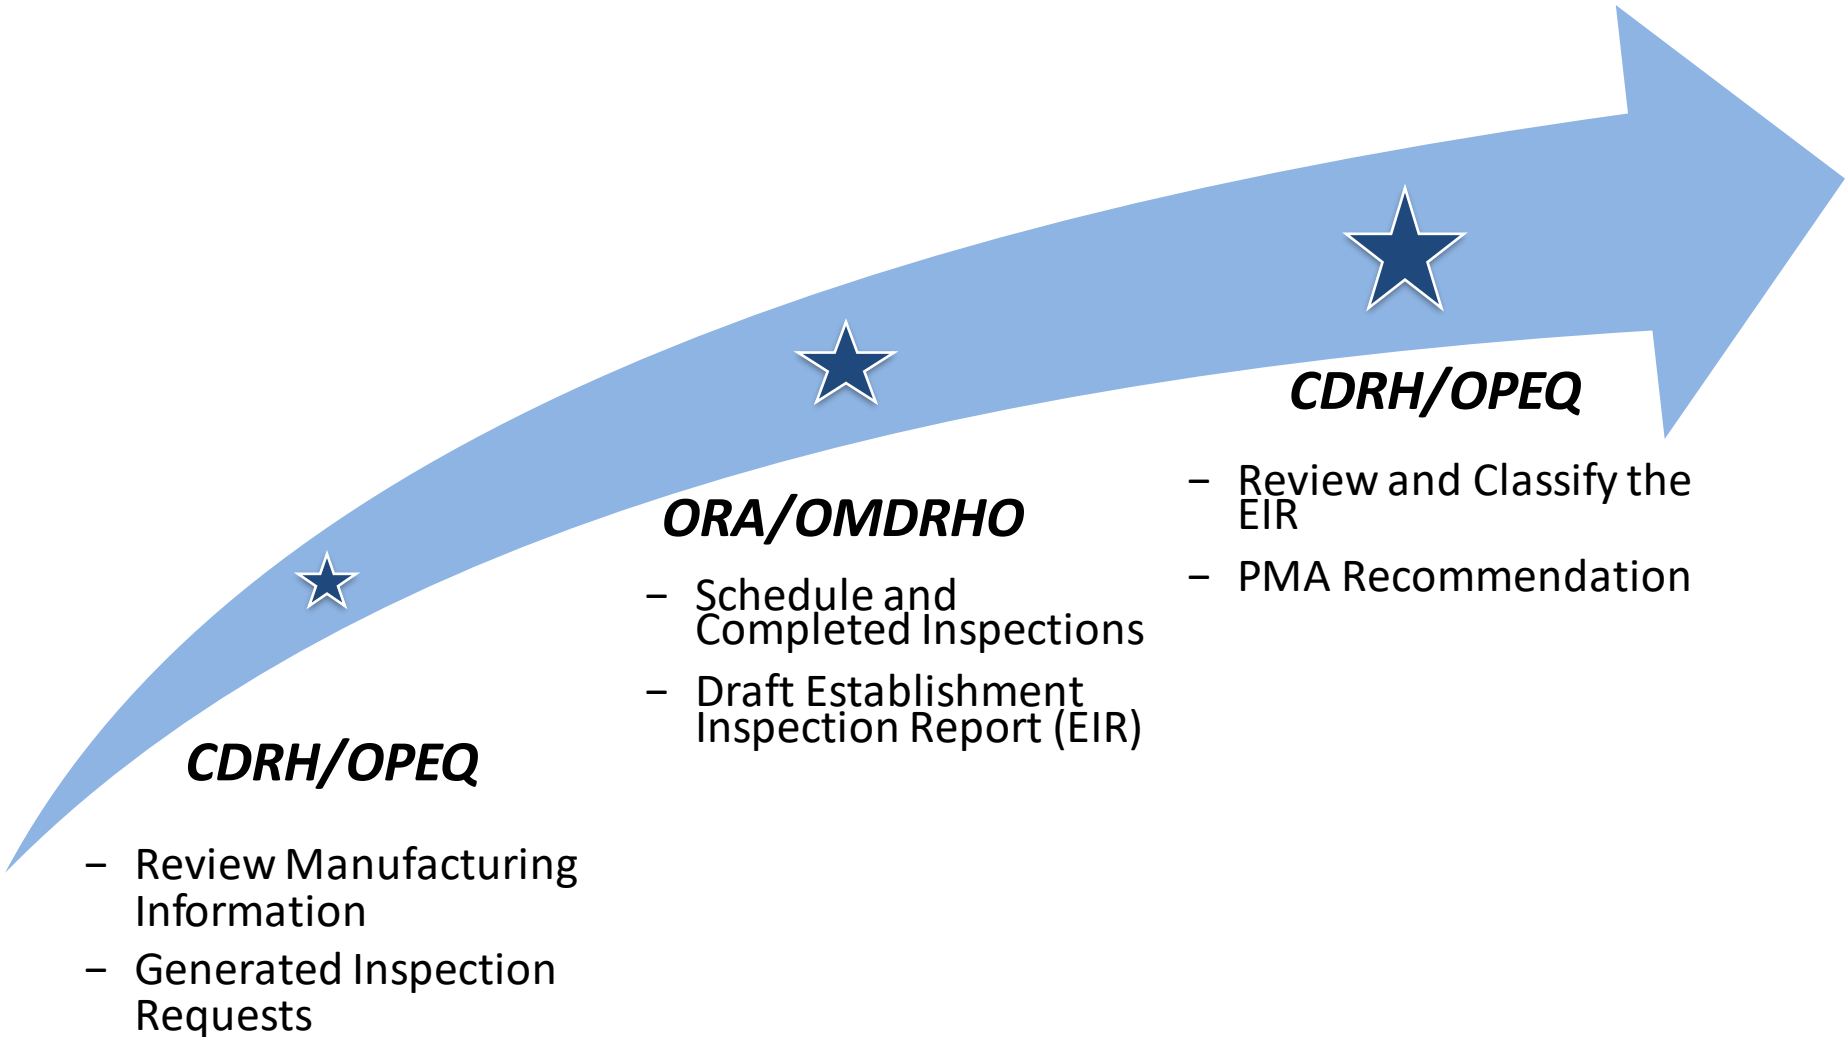 CDRH/OPEQ
– Review Manufacturing
Information
– Generated Inspection
Requests
ORA/OMDRHO
– Schedule and
Completed Inspections
– Draft Establishment
Inspection Report (EIR)
CDRH/OPEQ
– Review and Classify the
EIR
– PMA Recommendation